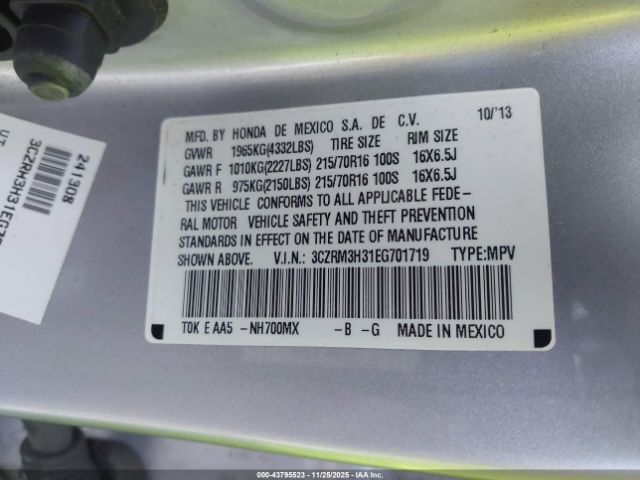 MFD. BY HONDA DE MEXICO S.A. DE C.V. 10/'13
GVWR 1965KG(4332LBS) TIRE SIZE RIM SIZE
GAWR F 1010KG(2227LBS) 215/70R16 100S 16X6.5J
GAWR R 975KG(2150LBS) 215/70R16 100S 16X6.5J
THIS VEHICLE CONFORMS TO ALL APPLICABLE FEDE-
RAL MOTOR VEHICLE SAFETY AND THEFT PREVENTION
STANDARDS IN EFFECT ON THE DATE OF MANUFACTURE
SHOWN ABOVE. V.I.N.: 3CZRM3H31EG701719 TYPE:MPV
T0K E AA5 -NH700MX -B -G MADE IN MEXICO
241308
3CZRM3H31EG7
UT
000-43795523 - 11/25/2025 - IAA Inc.